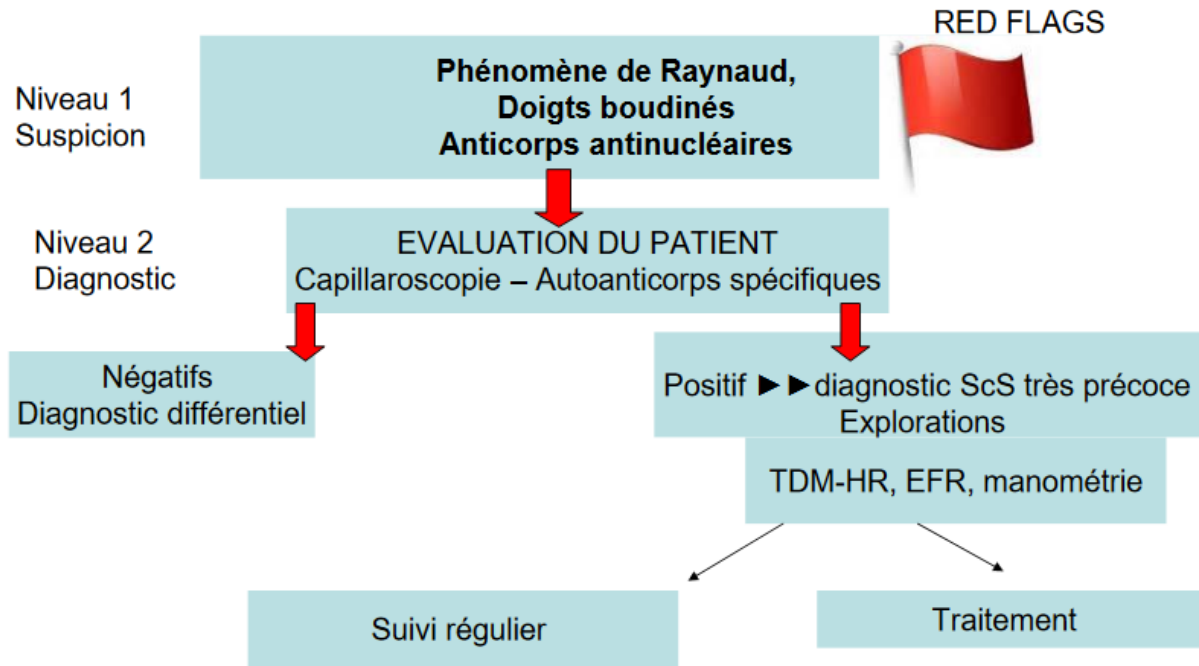 RED FLAGS
Niveau 1
Suspicion
Phénomène de Raynaud,
Doigts boudinés
Anticorps antinucléaires
Niveau 2
Diagnostic
EVALUATION DU PATIENT
Capillaroscopie – Autoanticorps spécifiques
Négatifs
Diagnostic différentiel
Positif ►►diagnostic ScS très précoce
Explorations
TDM-HR, EFR, manométrie
Suivi régulier
Traitement